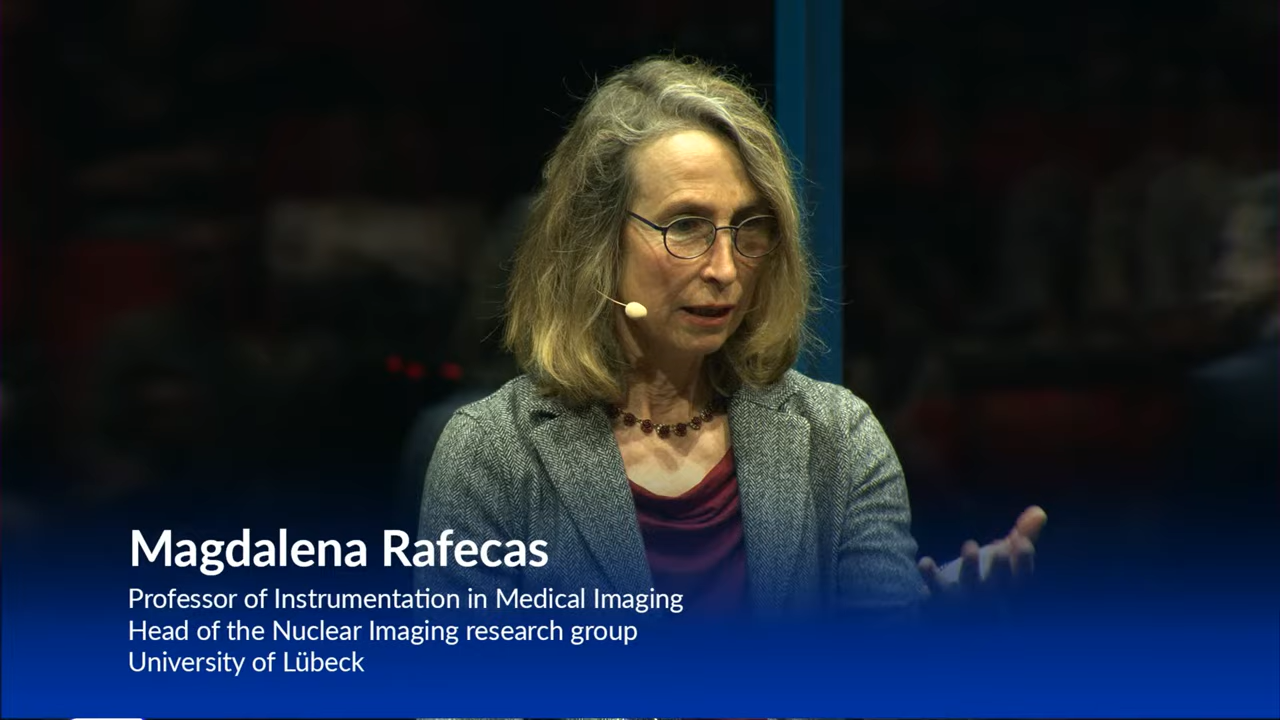 Magdalena Rafecas
Professor of Instrumentation in Medical Imaging
Head of the Nuclear Imaging research group
University of Lübeck